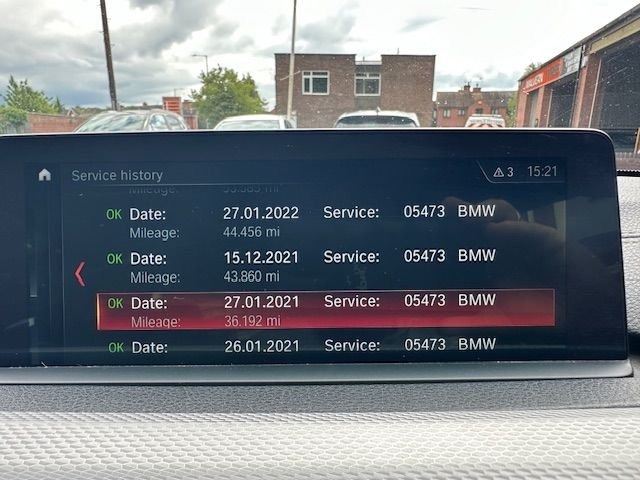 MALVERN
Service history
3 15:21
Mileage:
OK Date: 27.01.2022 Service: 05473 BMW
Mileage: 44.456 mi
OK Date: 15.12.2021 Service: 05473 BMW
Mileage: 43.860 mi
OK Date: 27.01.2021 Service: 05473 BMW
Mileage: 36.192 mi
OK Date: 26.01.2021 Service: 05473 BMW